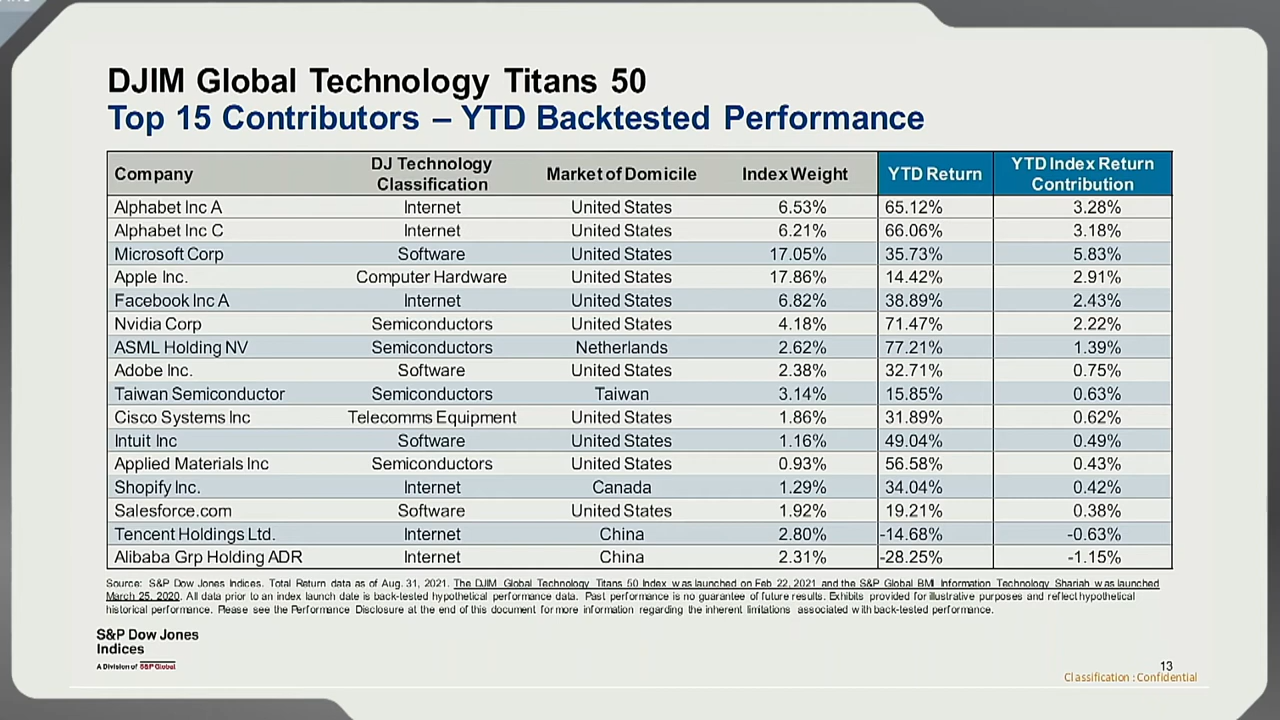 DJIM Global Technology Titans 50
Top 15 Contributors – YTD Backtested Performance
Company DJ Technology Classification Market of Domicile Index Weight YTD Return YTD Index Return Contribution
Alphabet Inc A Internet United States 6.53% 65.12% 3.28%
Alphabet Inc C Internet United States 6.21% 66.06% 3.18%
Microsoft Corp Software United States 17.05% 35.73% 5.83%
Apple Inc. Computer Hardware United States 17.86% 14.42% 2.91%
Facebook Inc A Internet United States 6.82% 38.89% 2.43%
Nvidia Corp Semiconductors United States 4.18% 71.47% 2.22%
ASML Holding NV Semiconductors Netherlands 2.62% 77.21% 1.39%
Adobe Inc. Software United States 2.38% 32.71% 0.75%
Taiwan Semiconductor Semiconductors Taiwan 3.14% 15.85% 0.63%
Cisco Systems Inc Telecomms Equipment United States 1.86% 31.89% 0.62%
Intuit Inc Software United States 1.16% 49.04% 0.49%
Applied Materials Inc Semiconductors United States 0.93% 56.58% 0.43%
Shopify Inc. Internet Canada 1.29% 34.04% 0.42%
Salesforce.com Software United States 1.92% 19.21% 0.38%
Tencent Holdings Ltd. Internet China 2.80% -14.68% -0.63%
Alibaba Grp Holding ADR Internet China 2.31% -28.25% -1.15%
Source: S&P Dow Jones Indices. Total Return data as of Aug. 31, 2021. The DJIM Global Technology Titans 50 Index was launched on Feb 22, 2021 and the S&P Global BMI Information Technology Shariah was launched
March 25, 2020. All data prior to an index launch date is back-tested hypothetical performance data. Past performance is no guarantee of future results. Exhibits provided for illustrative purposes and reflect hypothetical
historical performance. Please see the Performance Disclosure at the end of this document for more information regarding the inherent limitations associated with back-tested performance.
S&P Dow Jones
Indices
A Division of S&P Global
13
Classification : Confidential